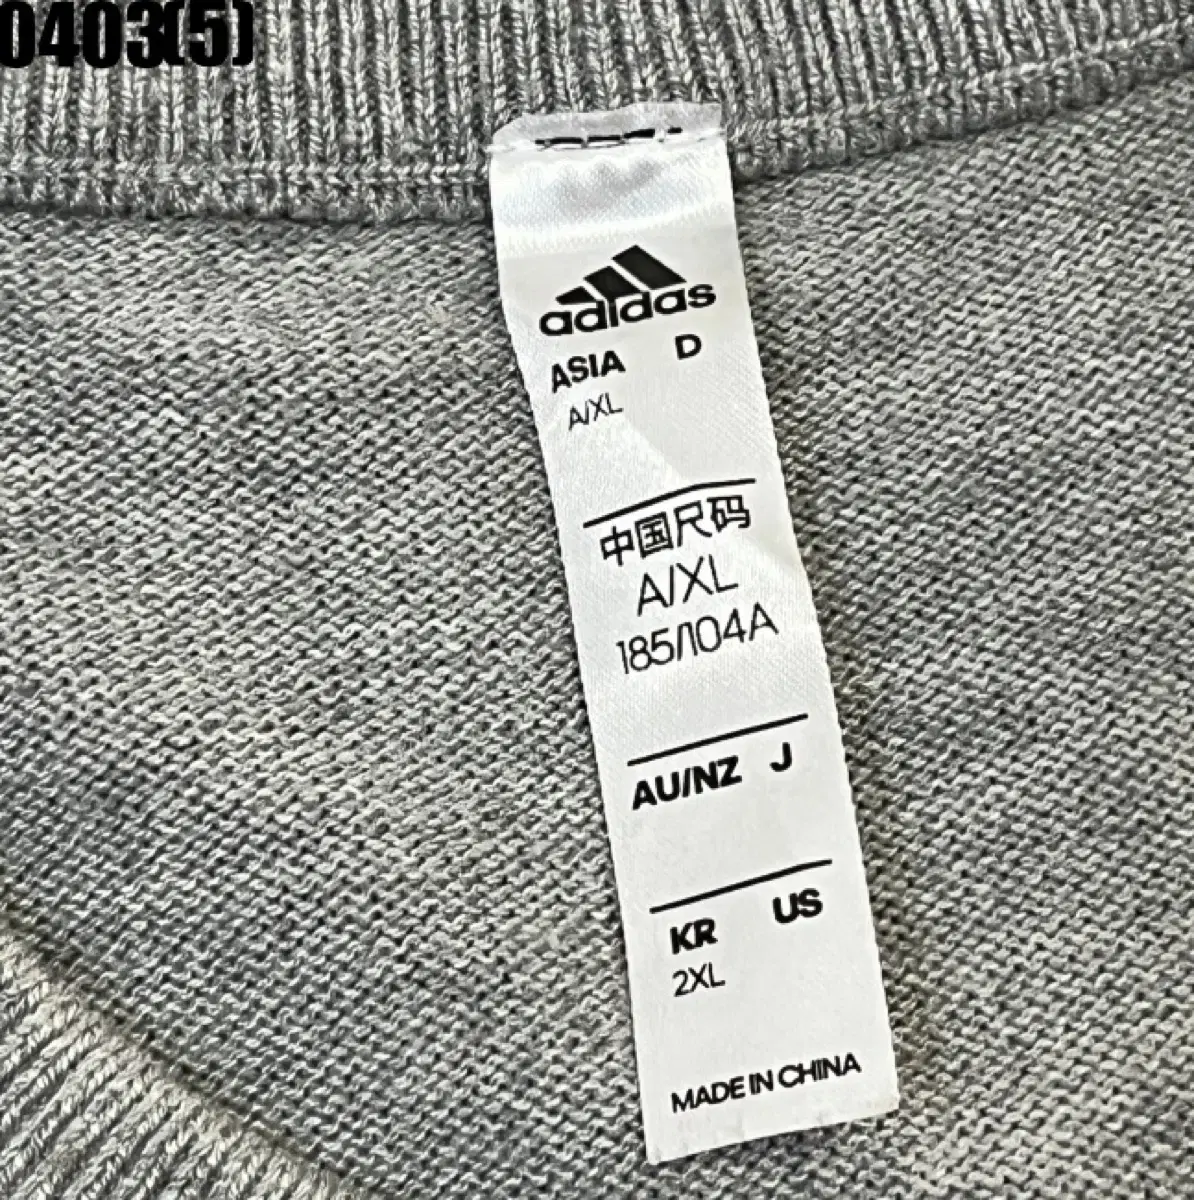 0403(5)
adidas
ASIA D
A/XL
中国尺码
A/XL
185/104A
AU/NZ J
KR US
2XL
MADE IN CHINA